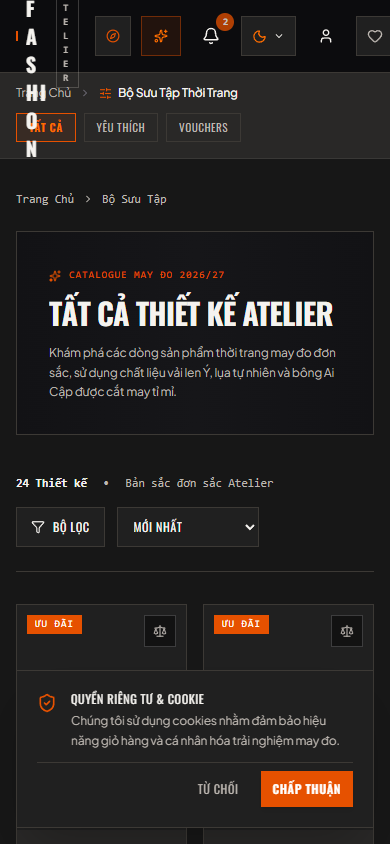 FASHION
TELIER
2
Trang Chủ > Bộ Sưu Tập Thời Trang
TẤT CẢ
YÊU THÍCH
VOUCHERS
Trang Chủ > Bộ Sưu Tập
CATALOGUE MAY ĐO 2026/27
TẤT CẢ THIẾT KẾ ATELIER
Khám phá các dòng sản phẩm thời trang may đo đơn
sắc, sử dụng chất liệu vải len Ý, lụa tự nhiên và bông Ai
Cập được cắt may tỉ mỉ.
24 Thiết kế • Bản sắc đơn sắc Atelier
BỘ LỌC
MỚI NHẤT
ƯU ĐÃI
ƯU ĐÃI
QUYỀN RIÊNG TƯ & COOKIE
Chúng tôi sử dụng cookies nhằm đảm bảo hiệu
năng giỏ hàng và cá nhân hóa trải nghiệm may đo.
TỪ CHỐI
CHẤP THUẬN